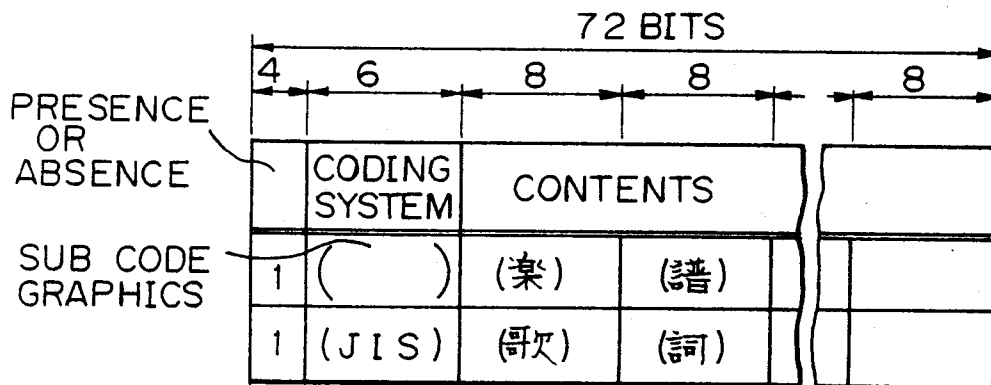 72 BITS
4 6 8 8 8
PRESENCE
OR
ABSENCE
CODING
SYSTEM
CONTENTS
SUB CODE
GRAPHICS
1 ( ) (楽) (譜)
1 (JIS) (歌) (詞)